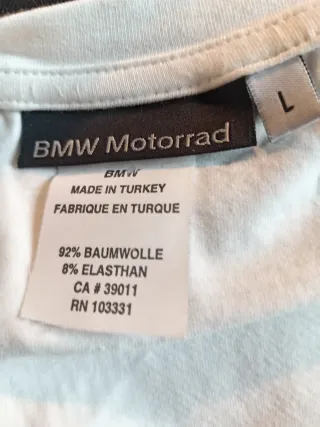 BMW Motorrad
L
BMW
MADE IN TURKEY
FABRIQUE EN TURQUE
92% BAUMWOLLE
8% ELASTHAN
CA # 39011
RN 103331